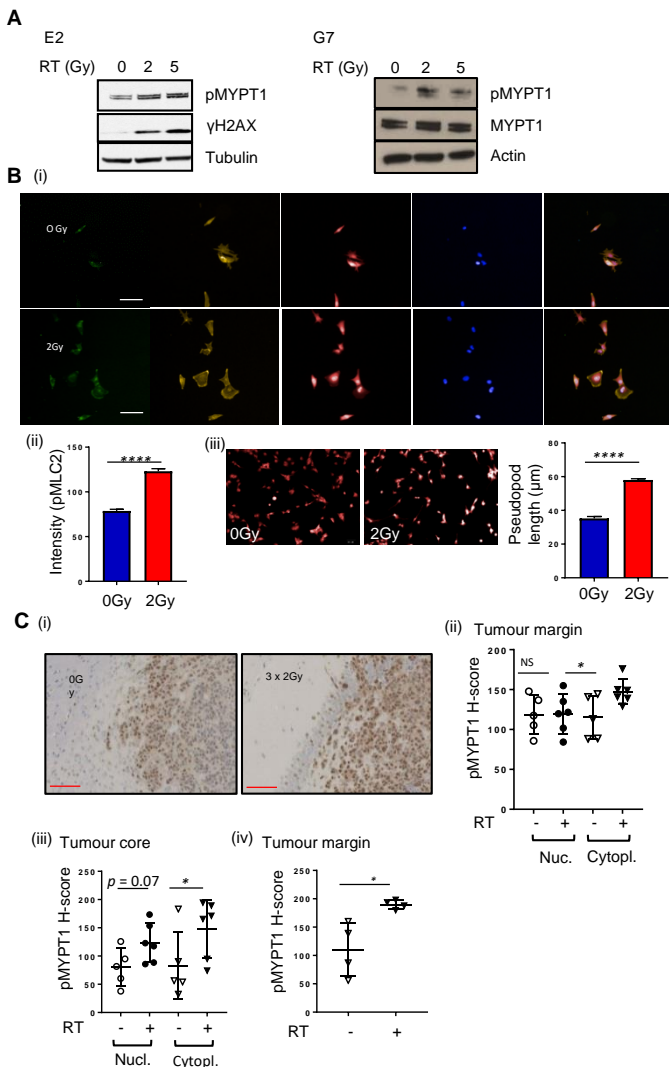 A
E2
RT (Gy) 0 2 5
pMYPT1
γH2AX
Tubulin
G7
RT (Gy) 0 2 5
pMYPT1
MYPT1
Actin
B (i)
O Gy
2Gy
(ii)
Intensity (pMLC2)
150
100
50
0
****
0Gy 2Gy
(iii)
0Gy
2Gy
Pseudopod
length (µm)
80
60
40
20
0
****
0Gy 2Gy
C (i)
0G
y
3 x 2Gy
(ii) Tumour margin
pMYPT1 H-score
200
150
100
50
0
NS
*
RT - + - +
Nuc. Cytopl.
(iii) Tumour core
pMYPT1 H-score
250
200
150
100
50
0
p = 0.07
*
RT - + - +
Nucl. Cytopl.
(iv) Tumour margin
pMYPT1 H-score
250
200
150
100
50
0
*
RT - +